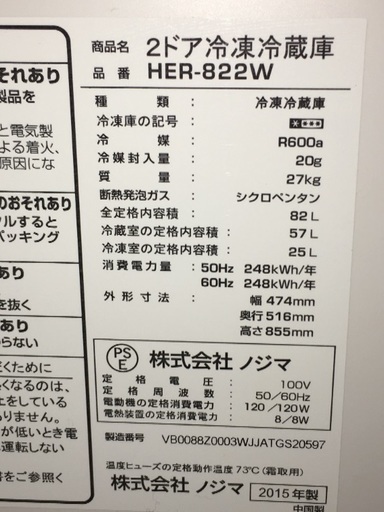 それあり
製品を
と電気製
よる着火、
原因にな
のおそれあり
ルすると
パッキング
あり
を抜く
あり
らない
くために
くなるのは、
止をしている
ありません。
が低いとき電
運転しない
書をご参照く
商品名 2ドア冷凍冷蔵庫
品番 HER-822W
種類: 冷凍冷蔵庫
冷凍庫の記号:
冷媒: R600a
冷媒封入量: 20g
質量: 27kg
断熱発泡ガス: シクロペンタン
全定格内容積: 82L
冷蔵室の定格内容積: 57L
冷凍室の定格内容積: 25L
消費電力量: 50Hz 248kWh/年
60Hz 248kWh/年
外形寸法: 幅 474mm
奥行 516mm
高さ 855mm
PSE 株式会社 ノジマ
定格電圧: 100V
定格周波数: 50/60Hz
電動機の定格消費電力: 120/120W
電熱装置の定格消費電力: 8/8W
製造番号 VB0088Z0003WJJATGS20597
温度ヒューズの定格動作温度 73℃(霜取用)
株式会社 ノジマ 2015年製
中国製